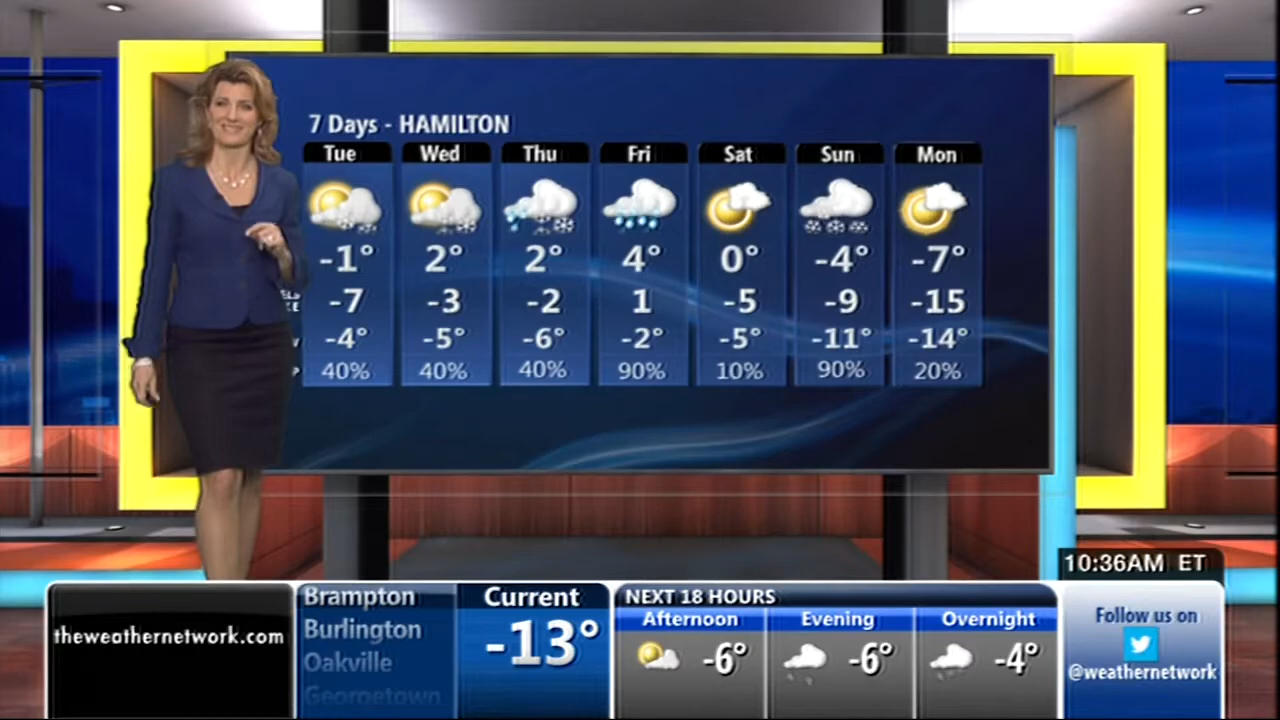 7 Days - HAMILTON
Tue Wed Thu Fri Sat Sun Mon
-1° 2° 2° 4° 0° -4° -7°
-7 -3 -2 1 -5 -9 -15
-4° -5° -6° -2° -5° -11° -14°
40% 40% 40% 90% 10% 90% 20%
10:36AM ET
theweathernetwork.com
Brampton
Burlington
Oakville
Georgetown
Current
-13°
NEXT 18 HOURS
Afternoon Evening Overnight
-6° -6° -4°
Follow us on
@weathernetwork